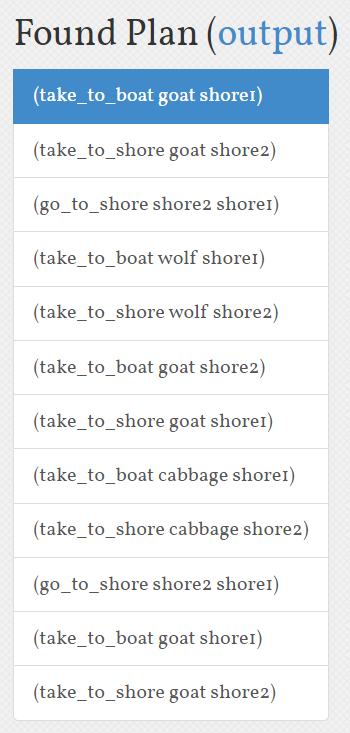 Found Plan (output)
(take_to_boat goat shore1)
(take_to_shore goat shore2)
(go_to_shore shore2 shore1)
(take_to_boat wolf shore1)
(take_to_shore wolf shore2)
(take_to_boat goat shore2)
(take_to_shore goat shore1)
(take_to_boat cabbage shore1)
(take_to_shore cabbage shore2)
(go_to_shore shore2 shore1)
(take_to_boat goat shore1)
(take_to_shore goat shore2)